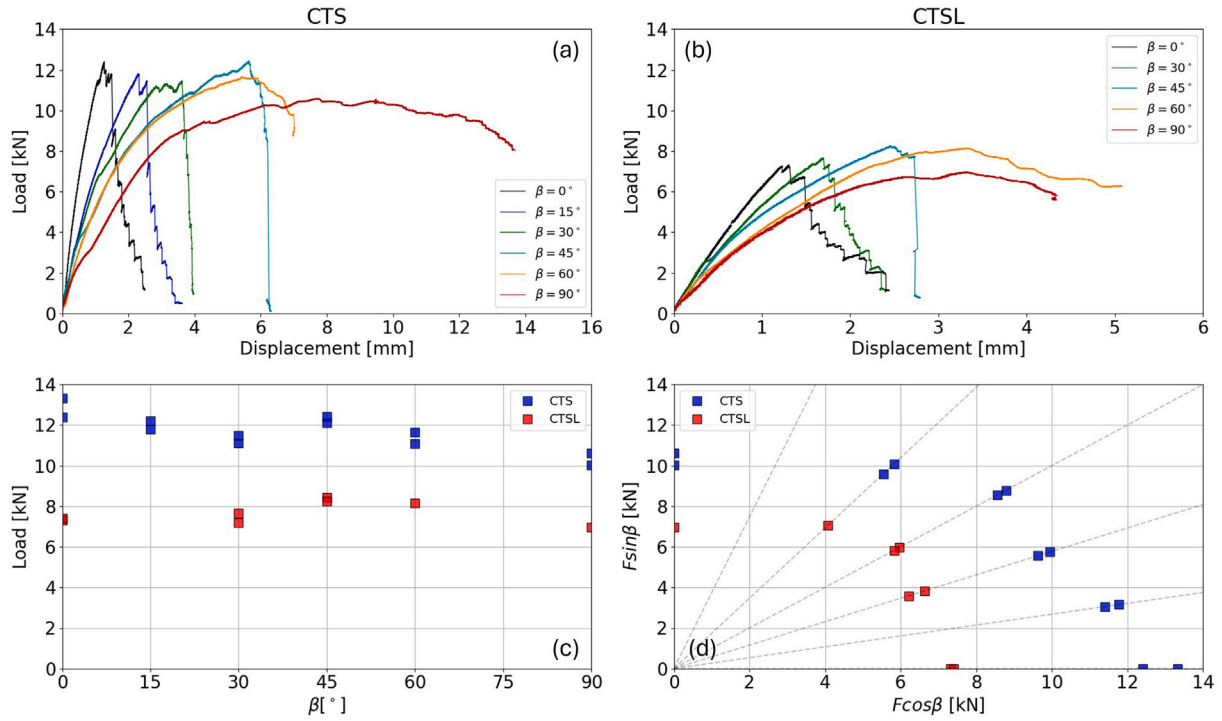 CTS
14
12
10
8
6
4
2
0
Load [kN]
(a)
β = 0°
β = 15°
β = 30°
β = 45°
β = 60°
β = 90°
0 2 4 6 8 10 12 14 16
Displacement [mm]
CTSL
14
12
10
8
6
4
2
0
Load [kN]
(b)
β = 0°
β = 30°
β = 45°
β = 60°
β = 90°
0 1 2 3 4 5 6
Displacement [mm]
14
12
10
8
6
4
2
0
Load [kN]
CTS
CTSL
(c)
0 15 30 45 60 75 90
β[°]
14
12
10
8
6
4
2
0
Fsinβ [kN]
CTS
CTSL
(d)
0 2 4 6 8 10 12 14
Fcosβ [kN]